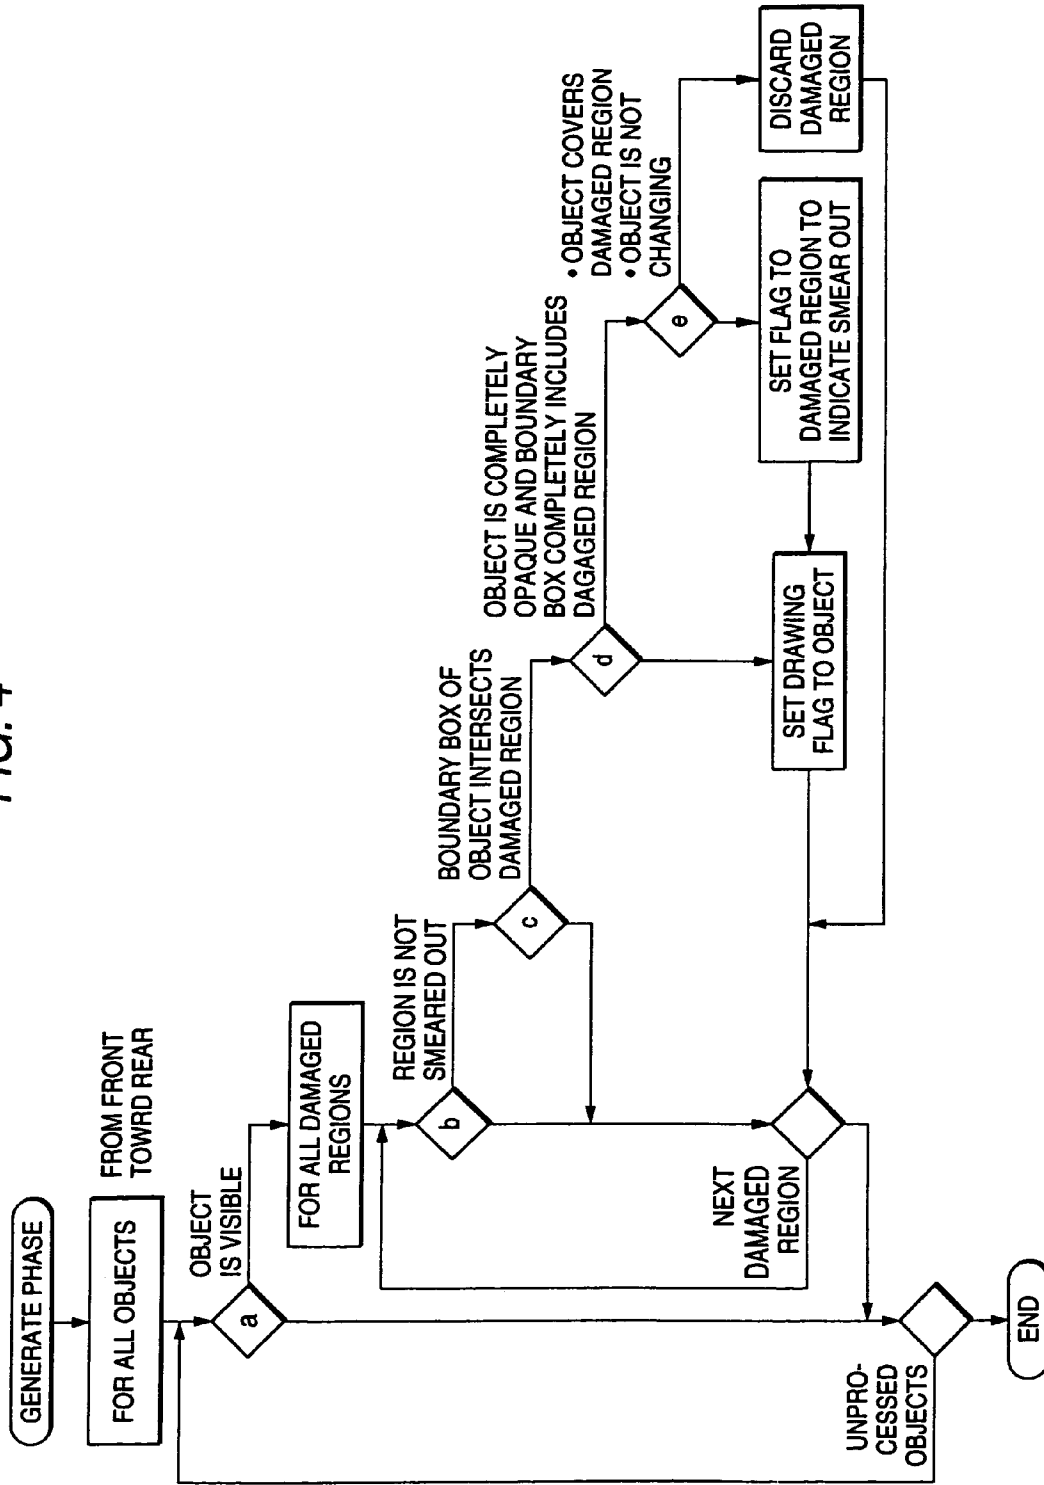 FIG. 4
GENERATE PHASE
FOR ALL OBJECTS
FROM FRONT
TOWRD REAR
a
OBJECT
IS VISIBLE
FOR ALL DAMAGED
REGIONS
b
REGION IS NOT
SMEARED OUT
c
BOUNDARY BOX OF
OBJECT INTERSECTS
DAMAGED REGION
d
OBJECT IS COMPLETELY
OPAQUE AND BOUNDARY
BOX COMPLETELY INCLUDES
DAGAGED REGION
e
• OBJECT COVERS
DAMAGED REGION
• OBJECT IS NOT
CHANGING
DISCARD
DAMAGED
REGION
SET FLAG TO
DAMAGED REGION TO
INDICATE SMEAR OUT
SET DRAWING
FLAG TO OBJECT
NEXT
DAMAGED
REGION
UNPRO-
CESSED
OBJECTS
END